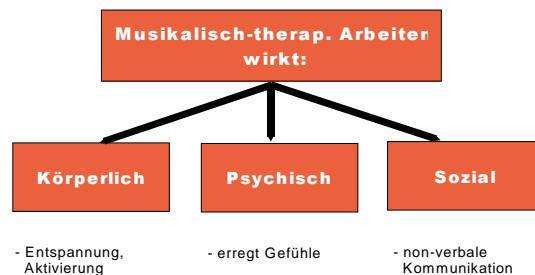 Musikalisch-therap. Arbeiten
wirkt:
Körperlich
Psychisch
Sozial
- Entspannung,
Aktivierung
- erregt Gefühle
- non-verbale
Kommunikation